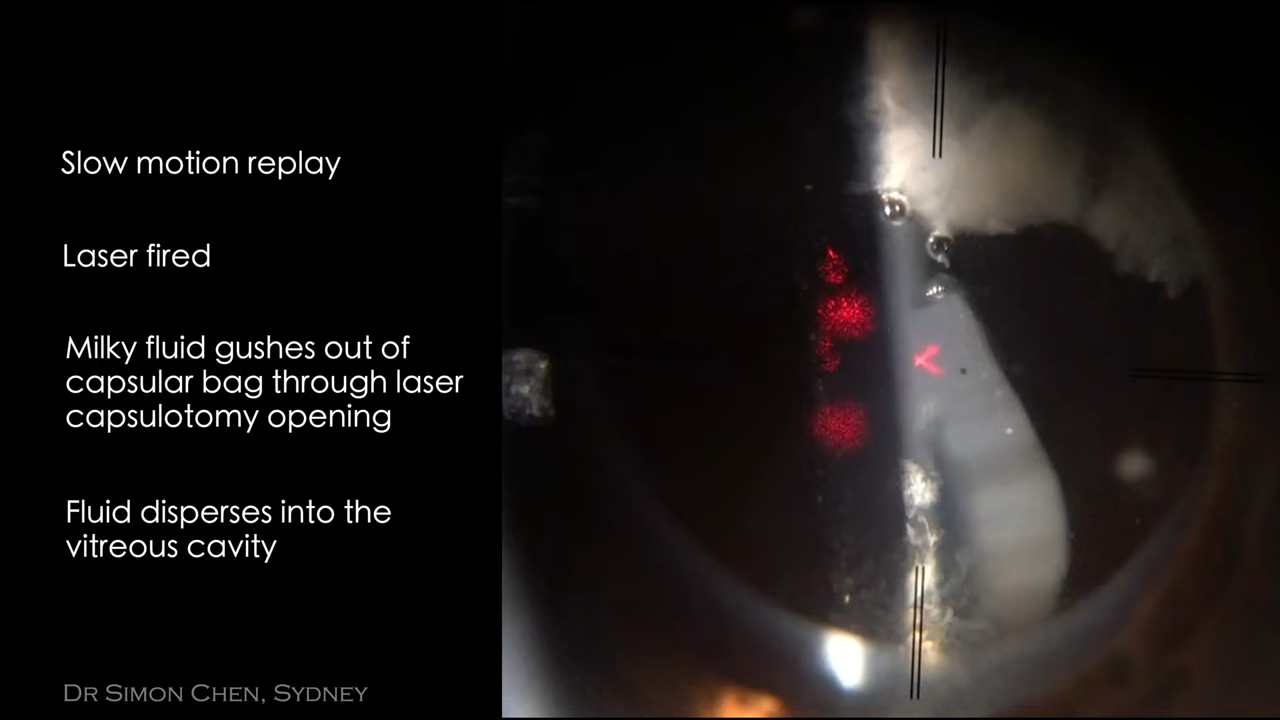 Slow motion replay
Laser fired
Milky fluid gushes out of
capsular bag through laser
capsulotomy opening
Fluid disperses into the
vitreous cavity
DR SIMON CHEN, SYDNEY